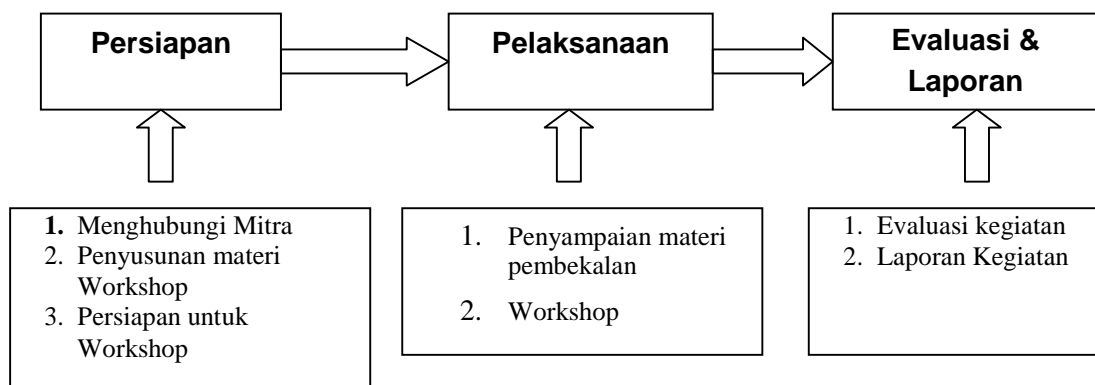 Persiapan
Pelaksanaan
Evaluasi &
Laporan
1. Menghubungi Mitra
2. Penyusunan materi
Workshop
3. Persiapan untuk
Workshop
1. Penyampaian materi
pembekalan
2. Workshop
1. Evaluasi kegiatan
2. Laporan Kegiatan